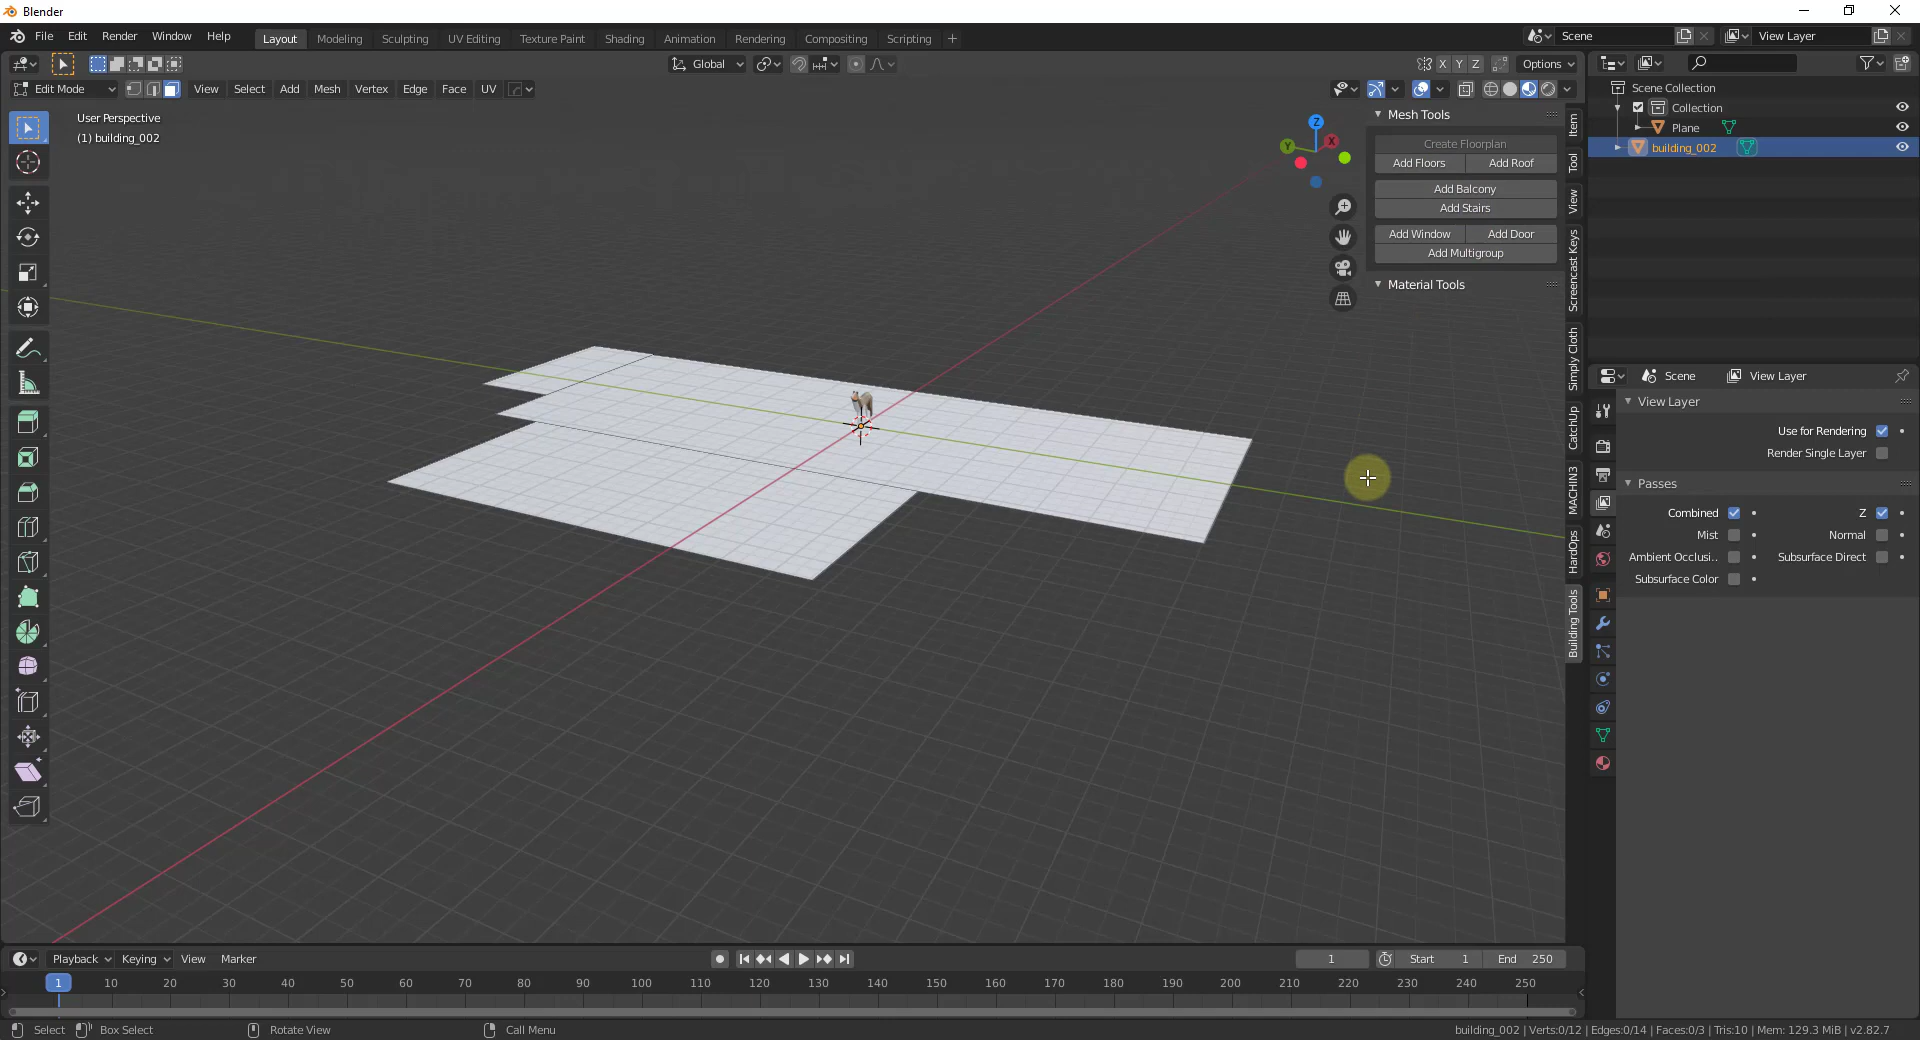 Blender
File Edit Render Window Help Layout Modeling Sculpting UV Editing Texture Paint Shading Animation Rendering Compositing Scripting + Scene View Layer
Global X Y Z Options
Edit Mode View Select Add Mesh Vertex Edge Face UV
User Perspective
(1) building_002
Z
Y
X
Mesh Tools
Create Floorplan
Add Floors Add Roof
Add Balcony
Add Stairs
Add Window Add Door
Add Multigroup
Material Tools
Item
Tool
View
Screencast Keys
Simply Cloth
CatchUp
MACHIN3
HardOps
Building Tools
Scene Collection
Collection
Plane
building_002
Scene View Layer
View Layer
Use for Rendering
Render Single Layer
Passes
Combined Z
Mist Normal
Ambient Occlusi.. Subsurface Direct
Subsurface Color
Playback Keying View Marker 1 Start 1 End 250
1 10 20 30 40 50 60 70 80 90 100 110 120 130 140 150 160 170 180 190 200 210 220 230 240 250
Select Box Select Rotate View Call Menu building_002 | Verts:0/12 | Edges:0/14 | Faces:0/3 | Tris:10 | Mem: 129.3 MiB | v2.82.7